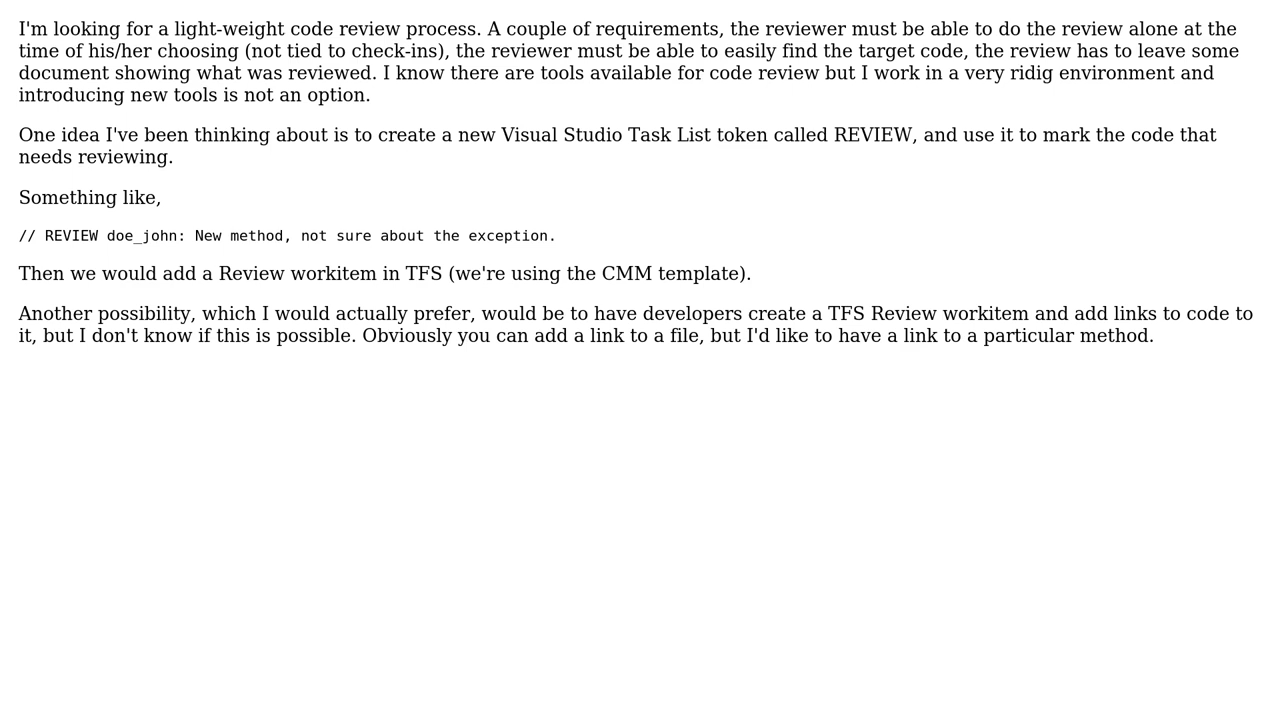 I'm looking for a light-weight code review process. A couple of requirements, the reviewer must be able to do the review alone at the
time of his/her choosing (not tied to check-ins), the reviewer must be able to easily find the target code, the review has to leave some
document showing what was reviewed. I know there are tools available for code review but I work in a very ridig environment and
introducing new tools is not an option.
One idea I've been thinking about is to create a new Visual Studio Task List token called REVIEW, and use it to mark the code that
needs reviewing.
Something like,
// REVIEW doe_john: New method, not sure about the exception.
Then we would add a Review workitem in TFS (we're using the CMM template).
Another possibility, which I would actually prefer, would be to have developers create a TFS Review workitem and add links to code to
it, but I don't know if this is possible. Obviously you can add a link to a file, but I'd like to have a link to a particular method.